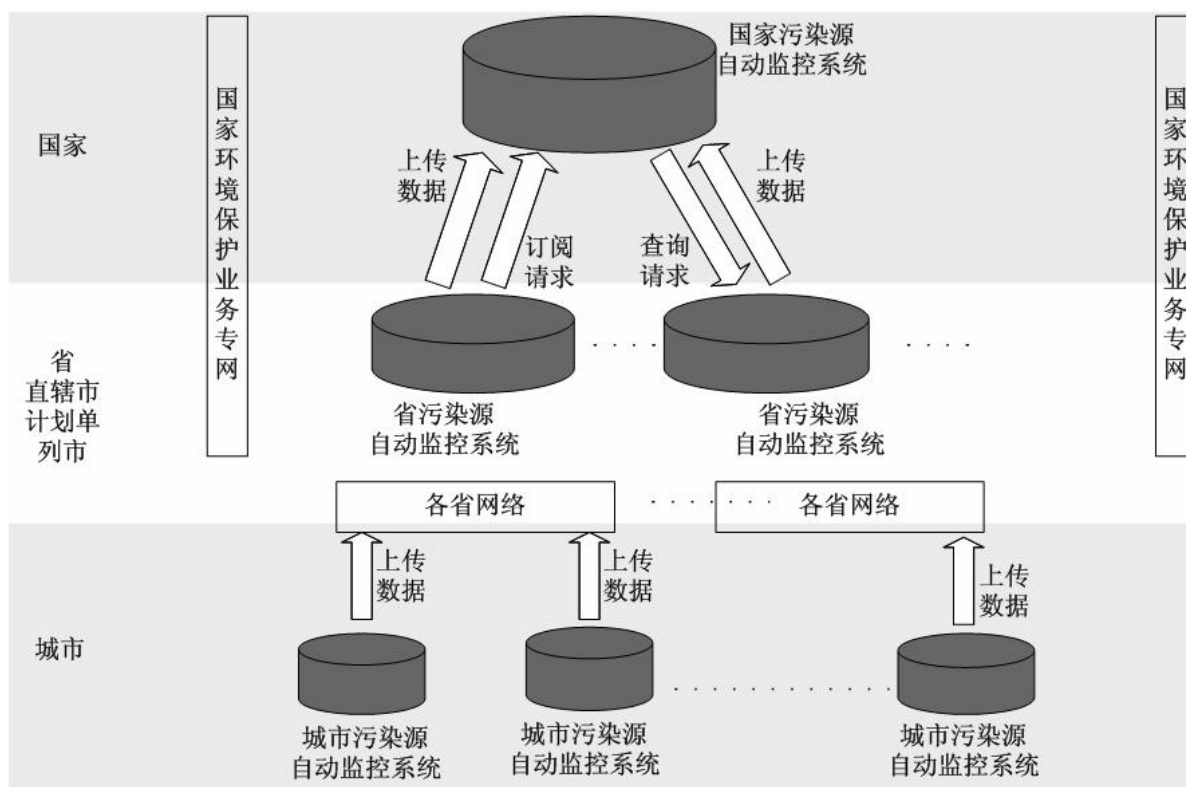 国家污染源
自动监控系统
国家环境保护业务专网
国家环境保护业务专网
国家
上传
数据
上传
数据
订阅
请求
查询
请求
省
直辖市
计划单
列市
省污染源
自动监控系统
省污染源
自动监控系统
各省网络
各省网络
上传
数据
上传
数据
上传
数据
城市
城市污染源
自动监控系统
城市污染源
自动监控系统
城市污染源
自动监控系统